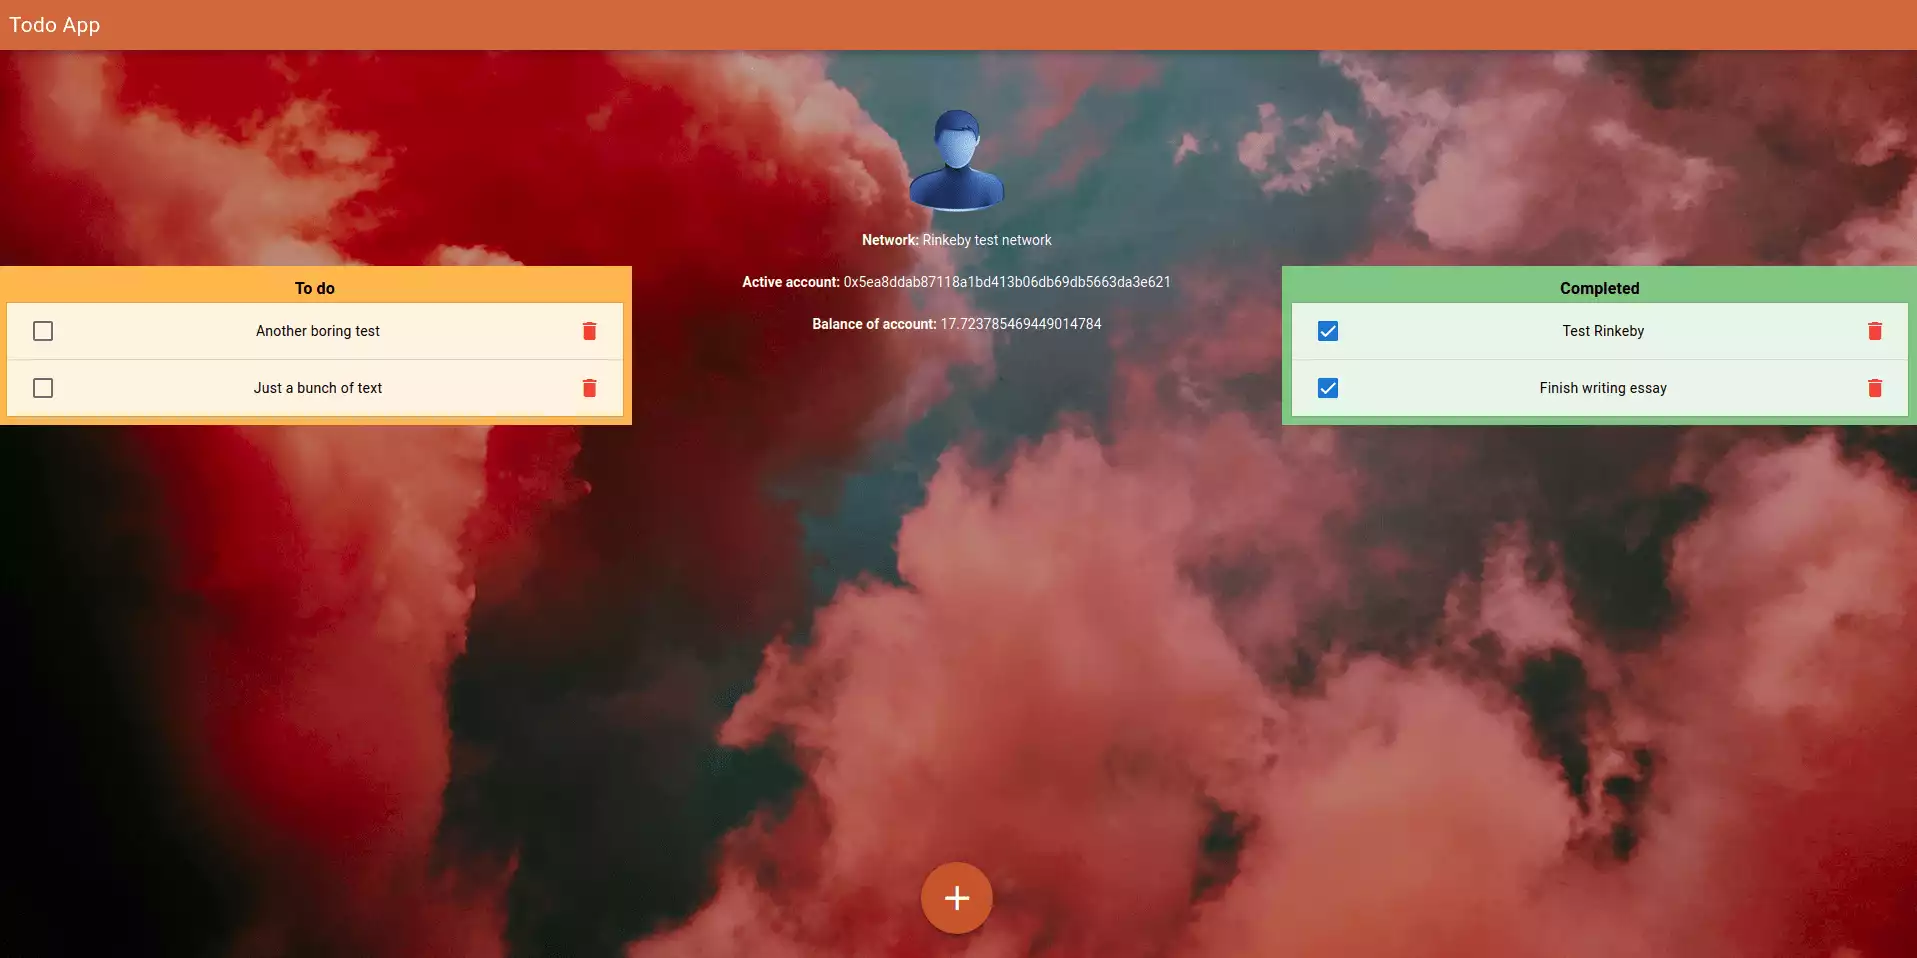 Todo App
Network: Rinkeby test network
Active account: 0x5ea8ddab87118a1bd413b06db69db5663da3e621
Balance of account: 17.723785469449014784
To do
Another boring test
Just a bunch of text
Completed
Test Rinkeby
Finish writing essay